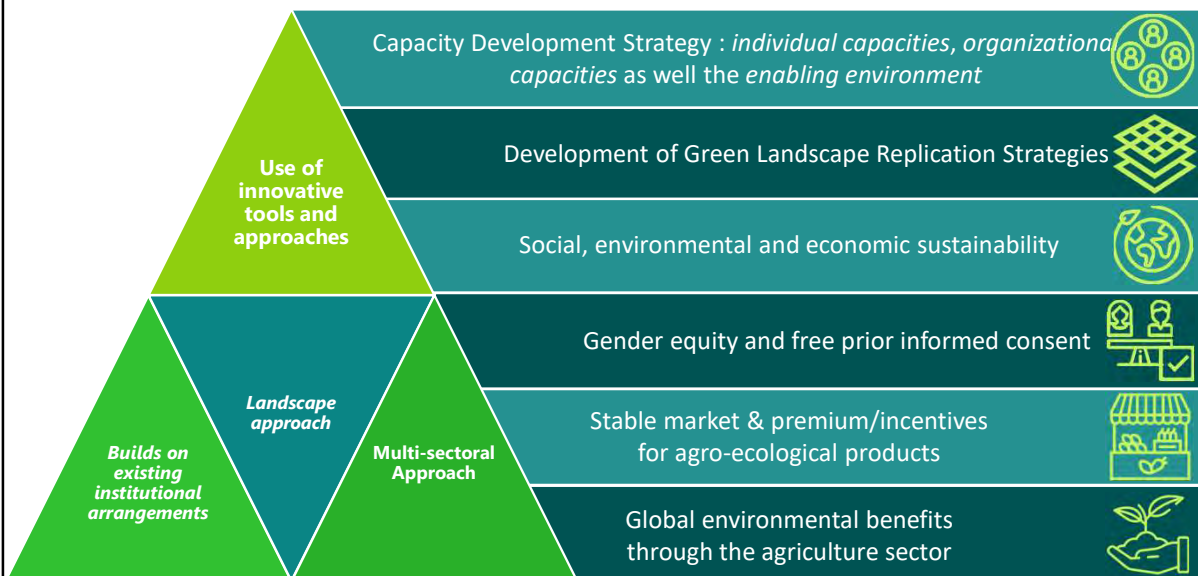 Capacity Development Strategy : individual capacities, organizational
capacities as well the enabling environment
Development of Green Landscape Replication Strategies
Social, environmental and economic sustainability
Gender equity and free prior informed consent
Stable market & premium/incentives
for agro-ecological products
Global environmental benefits
through the agriculture sector
Use of
innovative
tools and
approaches
Builds on
existing
institutional
arrangements
Landscape
approach
Multi-sectoral
Approach